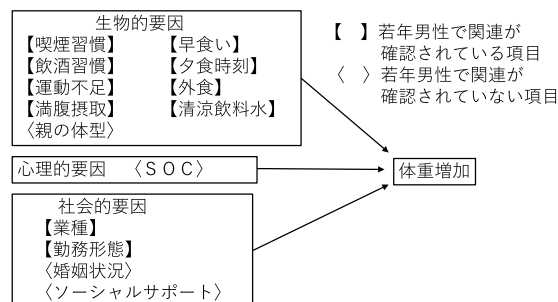 生物的要因
【喫煙習慣】 【早食い】
【飲酒習慣】 【夕食時刻】
【運動不足】 【外食】
【満腹摂取】 【清涼飲料水】
〈親の体型〉
【 】若年男性で関連が
確認されている項目
〈 〉若年男性で関連が
確認されていない項目
心理的要因 〈SOC〉
体重増加
社会的要因
【業種】
【勤務形態】
〈婚姻状況〉
〈ソーシャルサポート〉